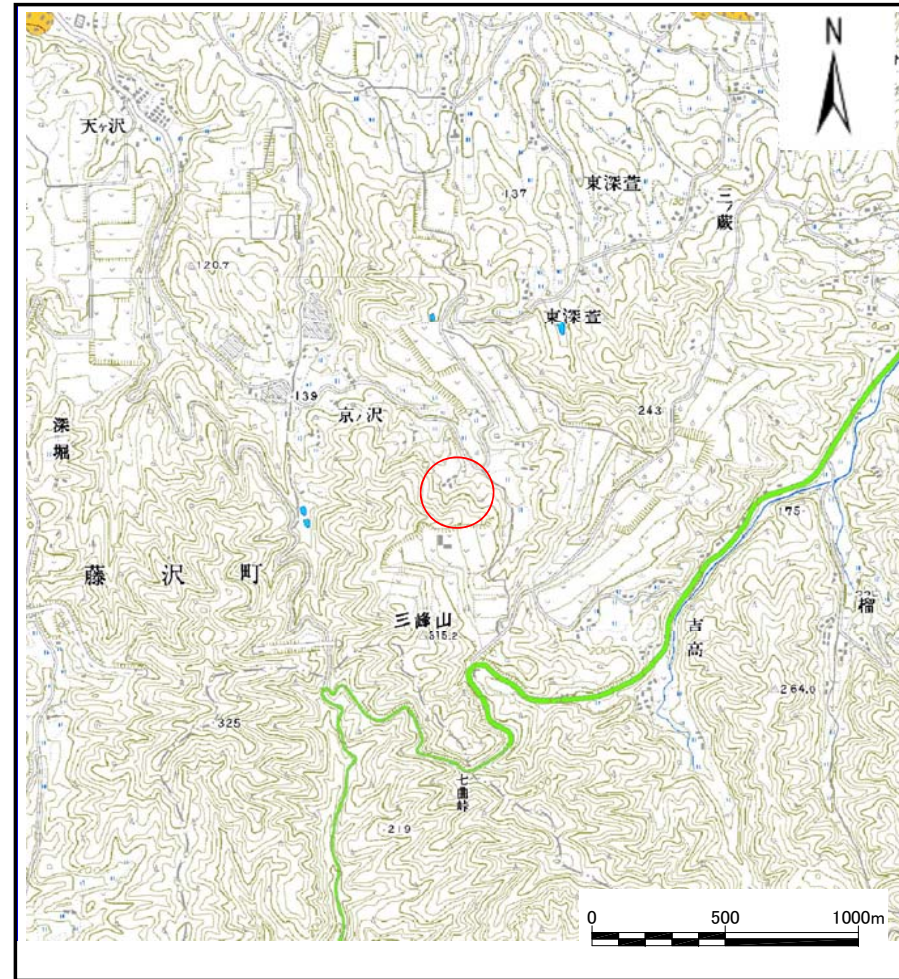 N
天ヶ沢
137
東深萱
三ノ蔵
120.7
東深萱
139
京ノ沢
243
深堀
175
藤沢町
三峰山
315.2
吉高
264.0
325
七曲峠
219
0 500 1000m